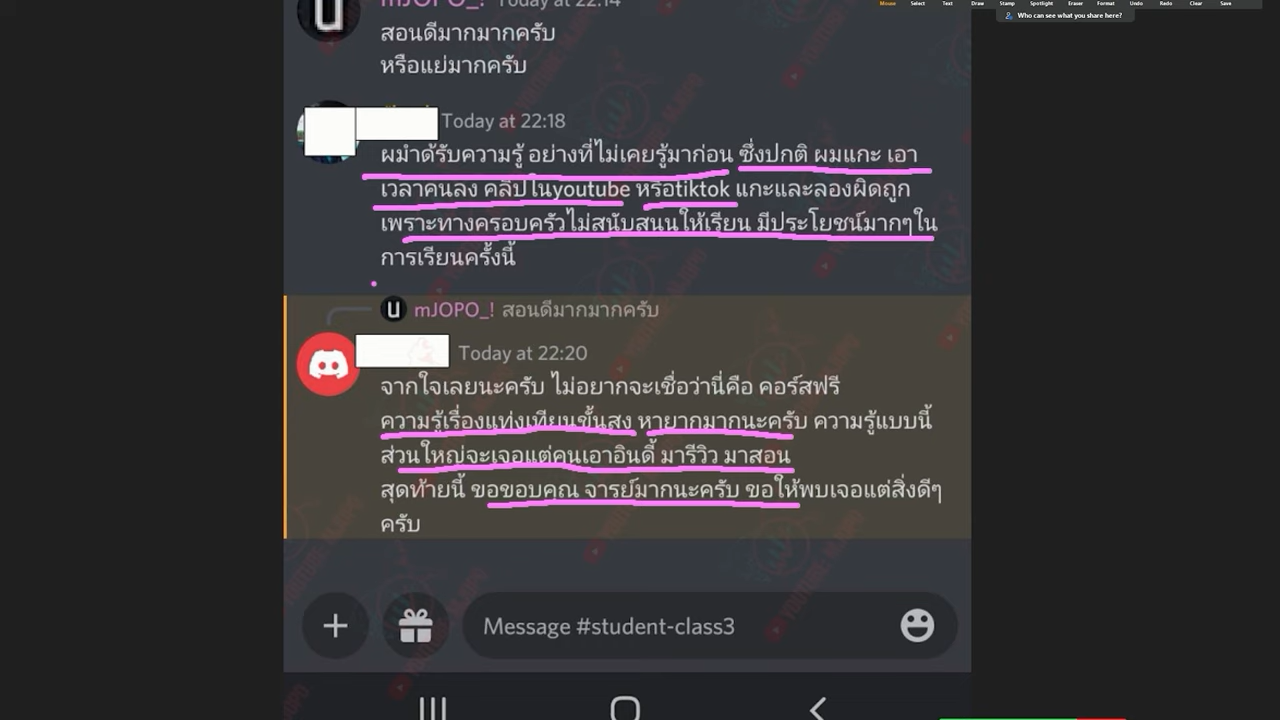 Mouse Select Text Draw Stamp Spotlight Eraser Format Undo Redo Clear Save
Who can see what you share here?
mJOPO_! Today at 22:14
สอนดีมากมากครับ
หรือแย่มากครับ
Today at 22:18
ผมำด้รับความรู้ อย่างที่ไม่เคยรู้มาก่อน ซึ่งปกติ ผมแกะ เอา
เวลาคนลง คลิปในyoutube หรือtiktok แกะและลองผิดถูก
เพราะทางครอบครัวไม่สนับสนนให้เรียน มีประโยชน์มากๆใน
การเรียนครั้งนี้
mJOPO_! สอนดีมากมากครับ
Today at 22:20
จากใจเลยนะครับ ไม่อยากจะเชื่อว่านี่คือ คอร์สฟรี
ความรู้เรื่องแท่งเทียนขั้นสูง หายากมากนะครับ ความรู้แบบนี้
ส่วนใหญ่จะเจอแต่คนเอาอินดี้ มารีวิว มาสอน
สุดท้ายนี้ ขอขอบคุณ จารย์มากนะครับ ขอให้พบเจอแต่สิ่งดีๆ
ครับ
Message #student-class3